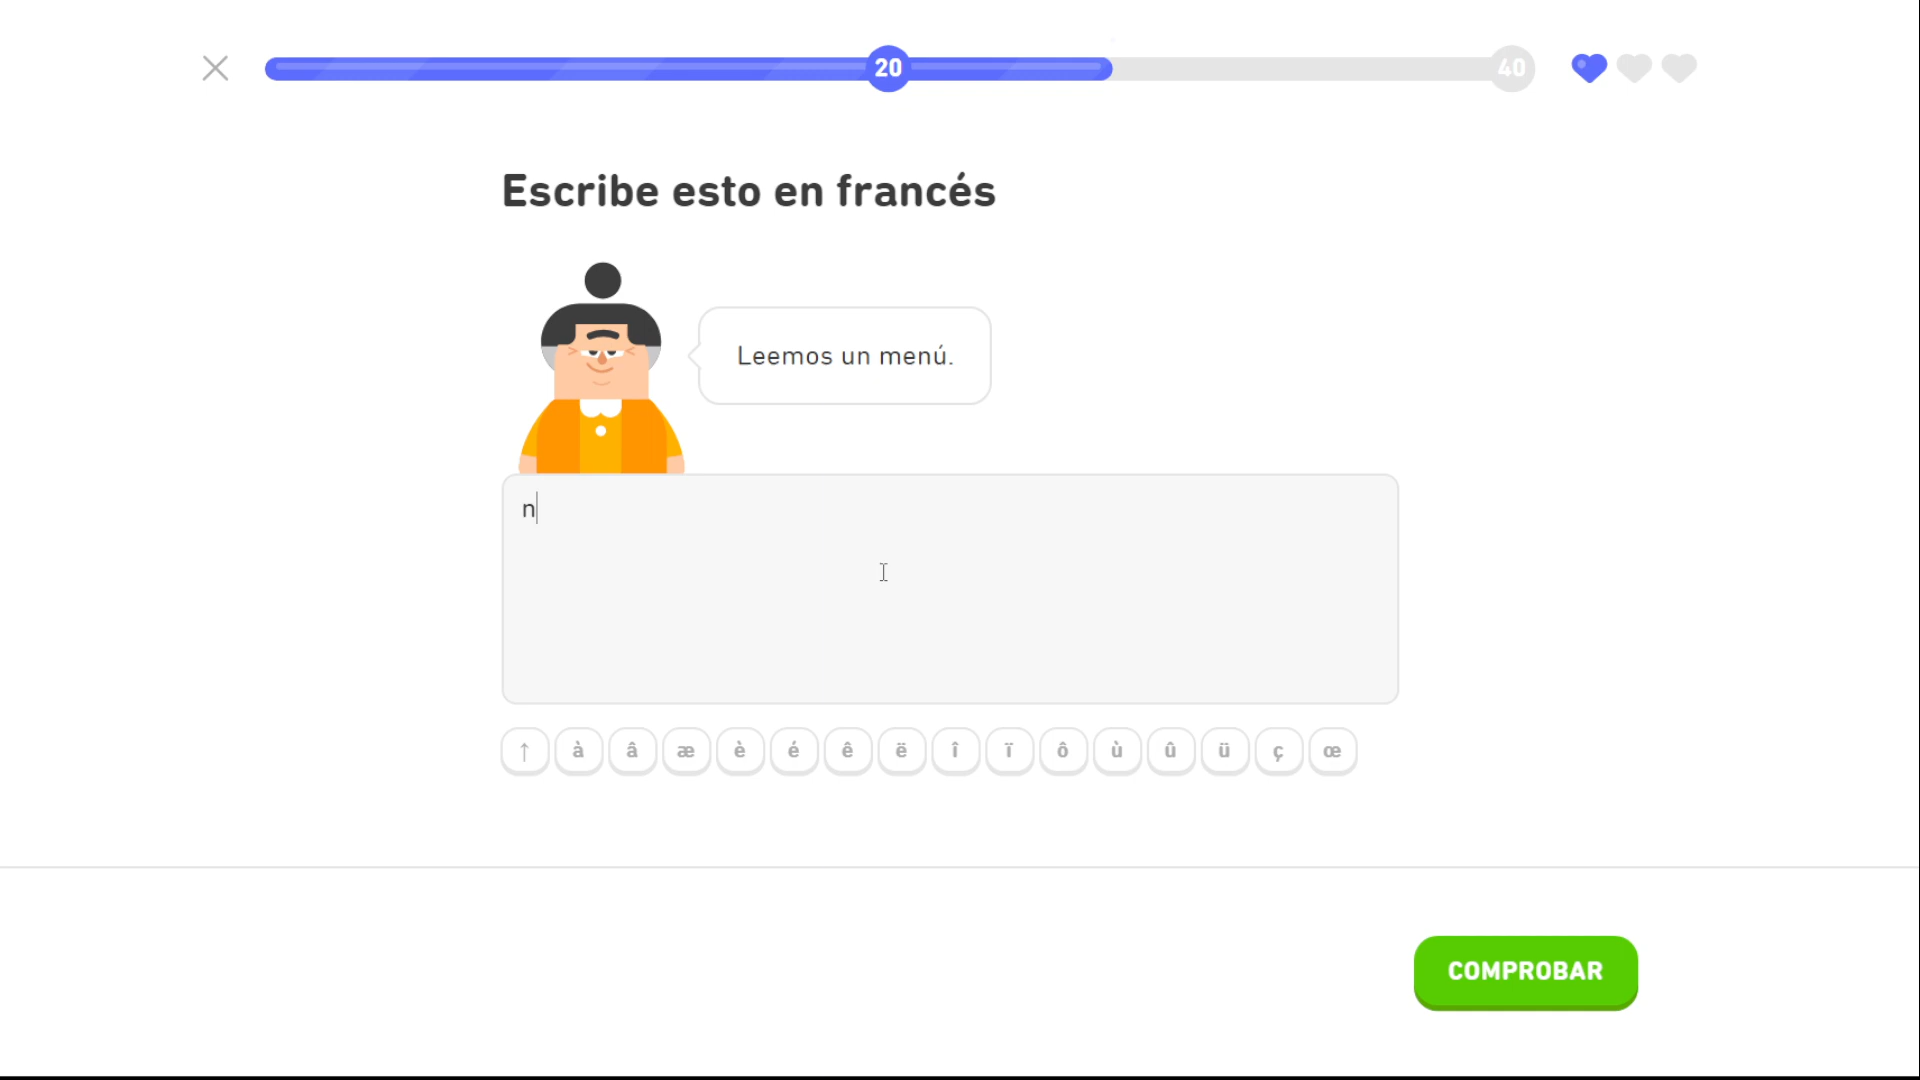 20
40
Escribe esto en francés
Leemos un menú.
n
↑ à â æ è é ê ë î ï ô ù û ü ç œ
COMPROBAR